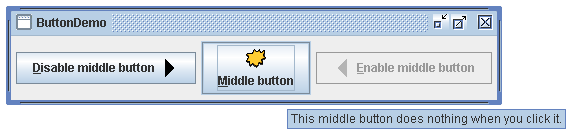 ButtonDemo
Disable middle button
Middle button
Enable middle button
This middle button does nothing when you click it.